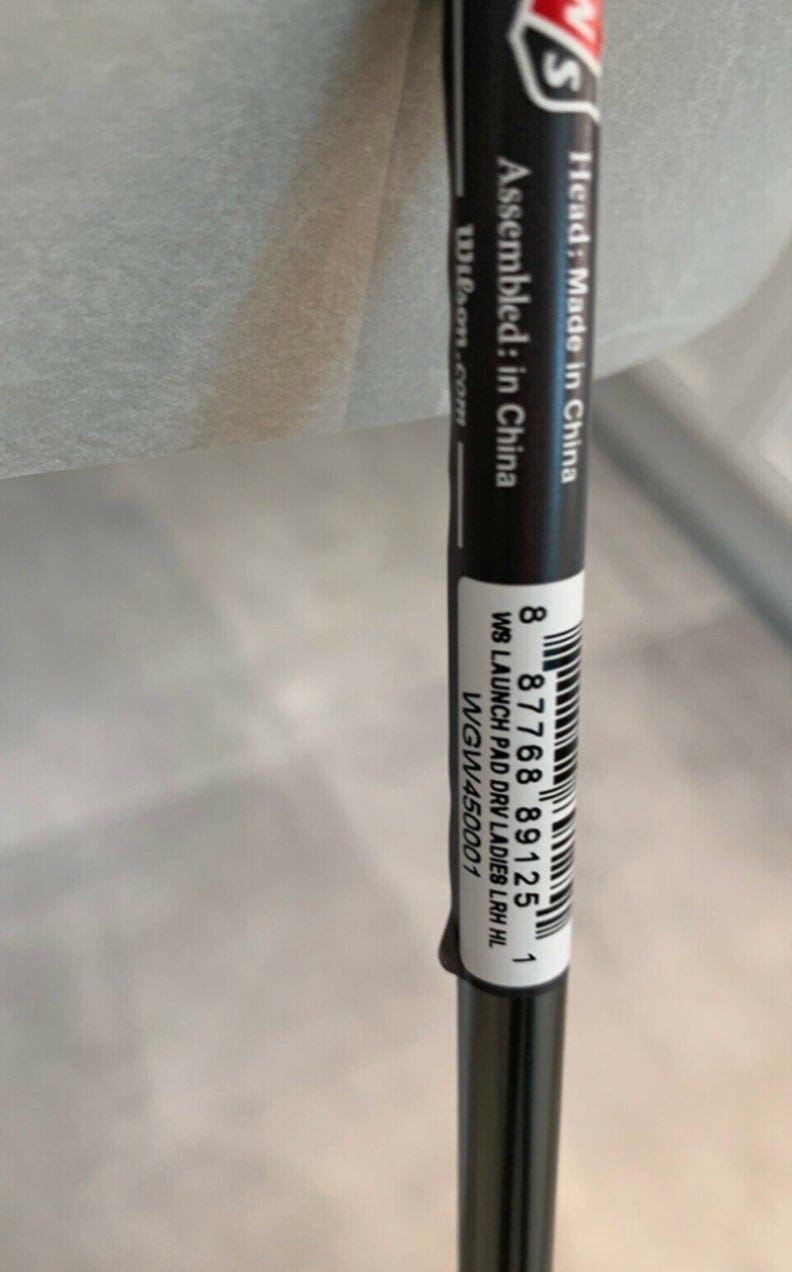 W
S
Head: Made in China
Assembled: in China
Wilson.com
8 87768 89125 1
WS LAUNCH PAD DRV LADIES LRH HL
WGW450001